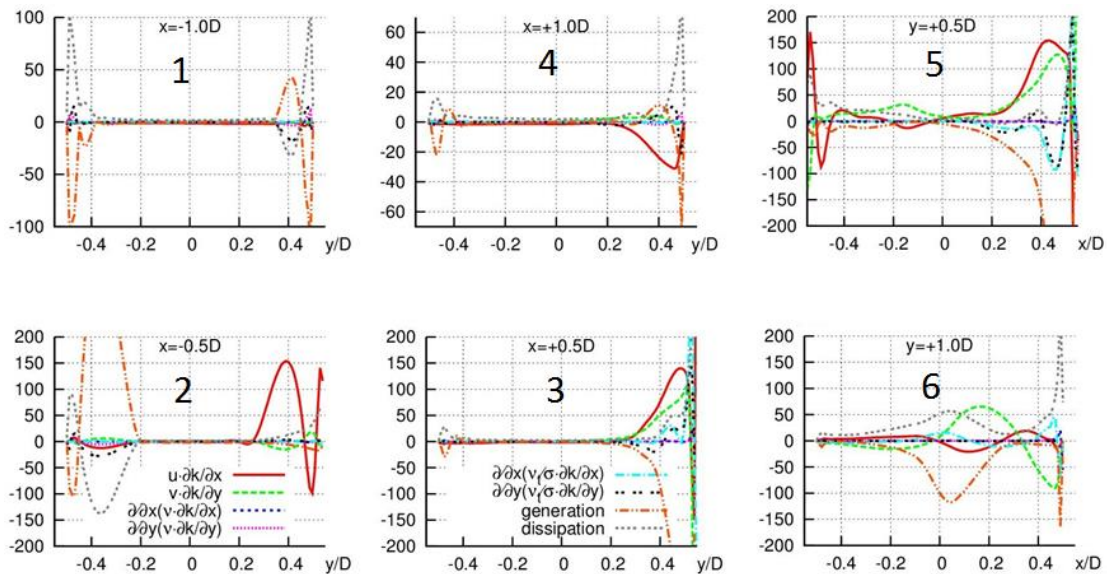 x=-1.0D
1
100
50
0
-50
-100
-0.4 -0.2 0 0.2 0.4 y/D
x=+1.0D
4
60
40
20
0
-20
-40
-60
-0.4 -0.2 0 0.2 0.4 y/D
y=+0.5D
5
200
150
100
50
0
-50
-100
-150
-200
-0.4 -0.2 0 0.2 0.4 x/D
x=-0.5D
2
200
150
100
50
0
-50
-100
-150
-200
u·∂k/∂x
v·∂k/∂y
∂∂x(ν·∂k/∂x)
∂∂y(ν·∂k/∂y)
-0.4 -0.2 0 0.2 0.4 y/D
x=+0.5D
3
200
150
100
50
0
-50
-100
-150
-200
∂∂x(νt/σ·∂k/∂x)
∂∂y(νt/σ·∂k/∂y)
generation
dissipation
-0.4 -0.2 0 0.2 0.4 y/D
y=+1.0D
6
200
150
100
50
0
-50
-100
-150
-200
-0.4 -0.2 0 0.2 0.4 x/D